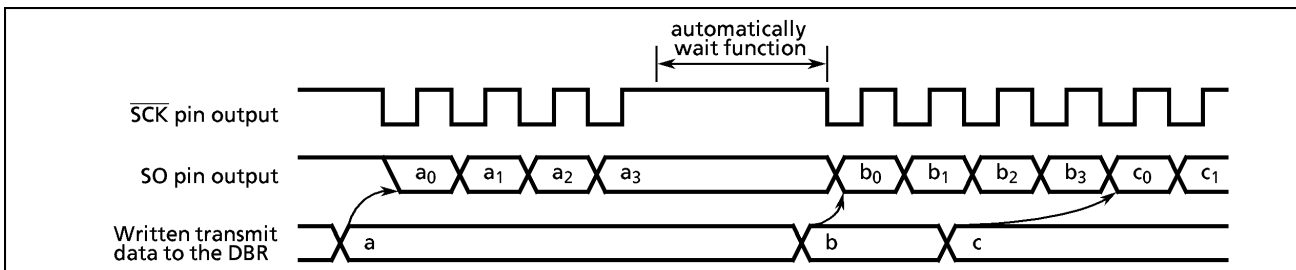 automatically
wait function
S̅C̅K̅ pin output
SO pin output
a₀ a₁ a₂ a₃ b₀ b₁ b₂ b₃ c₀ c₁
Written transmit
data to the DBR
a b c